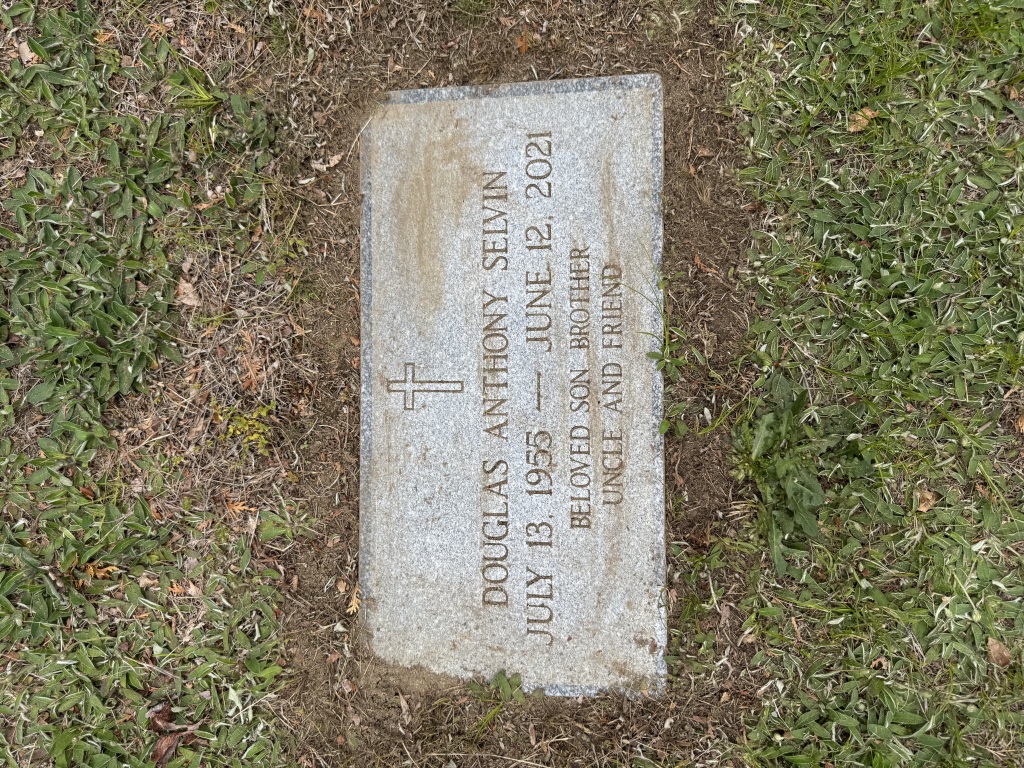 DOUGLAS ANTHONY SELVIN
JULY 13, 1955 — JUNE 12, 2021
BELOVED SON, BROTHER
UNCLE AND FRIEND